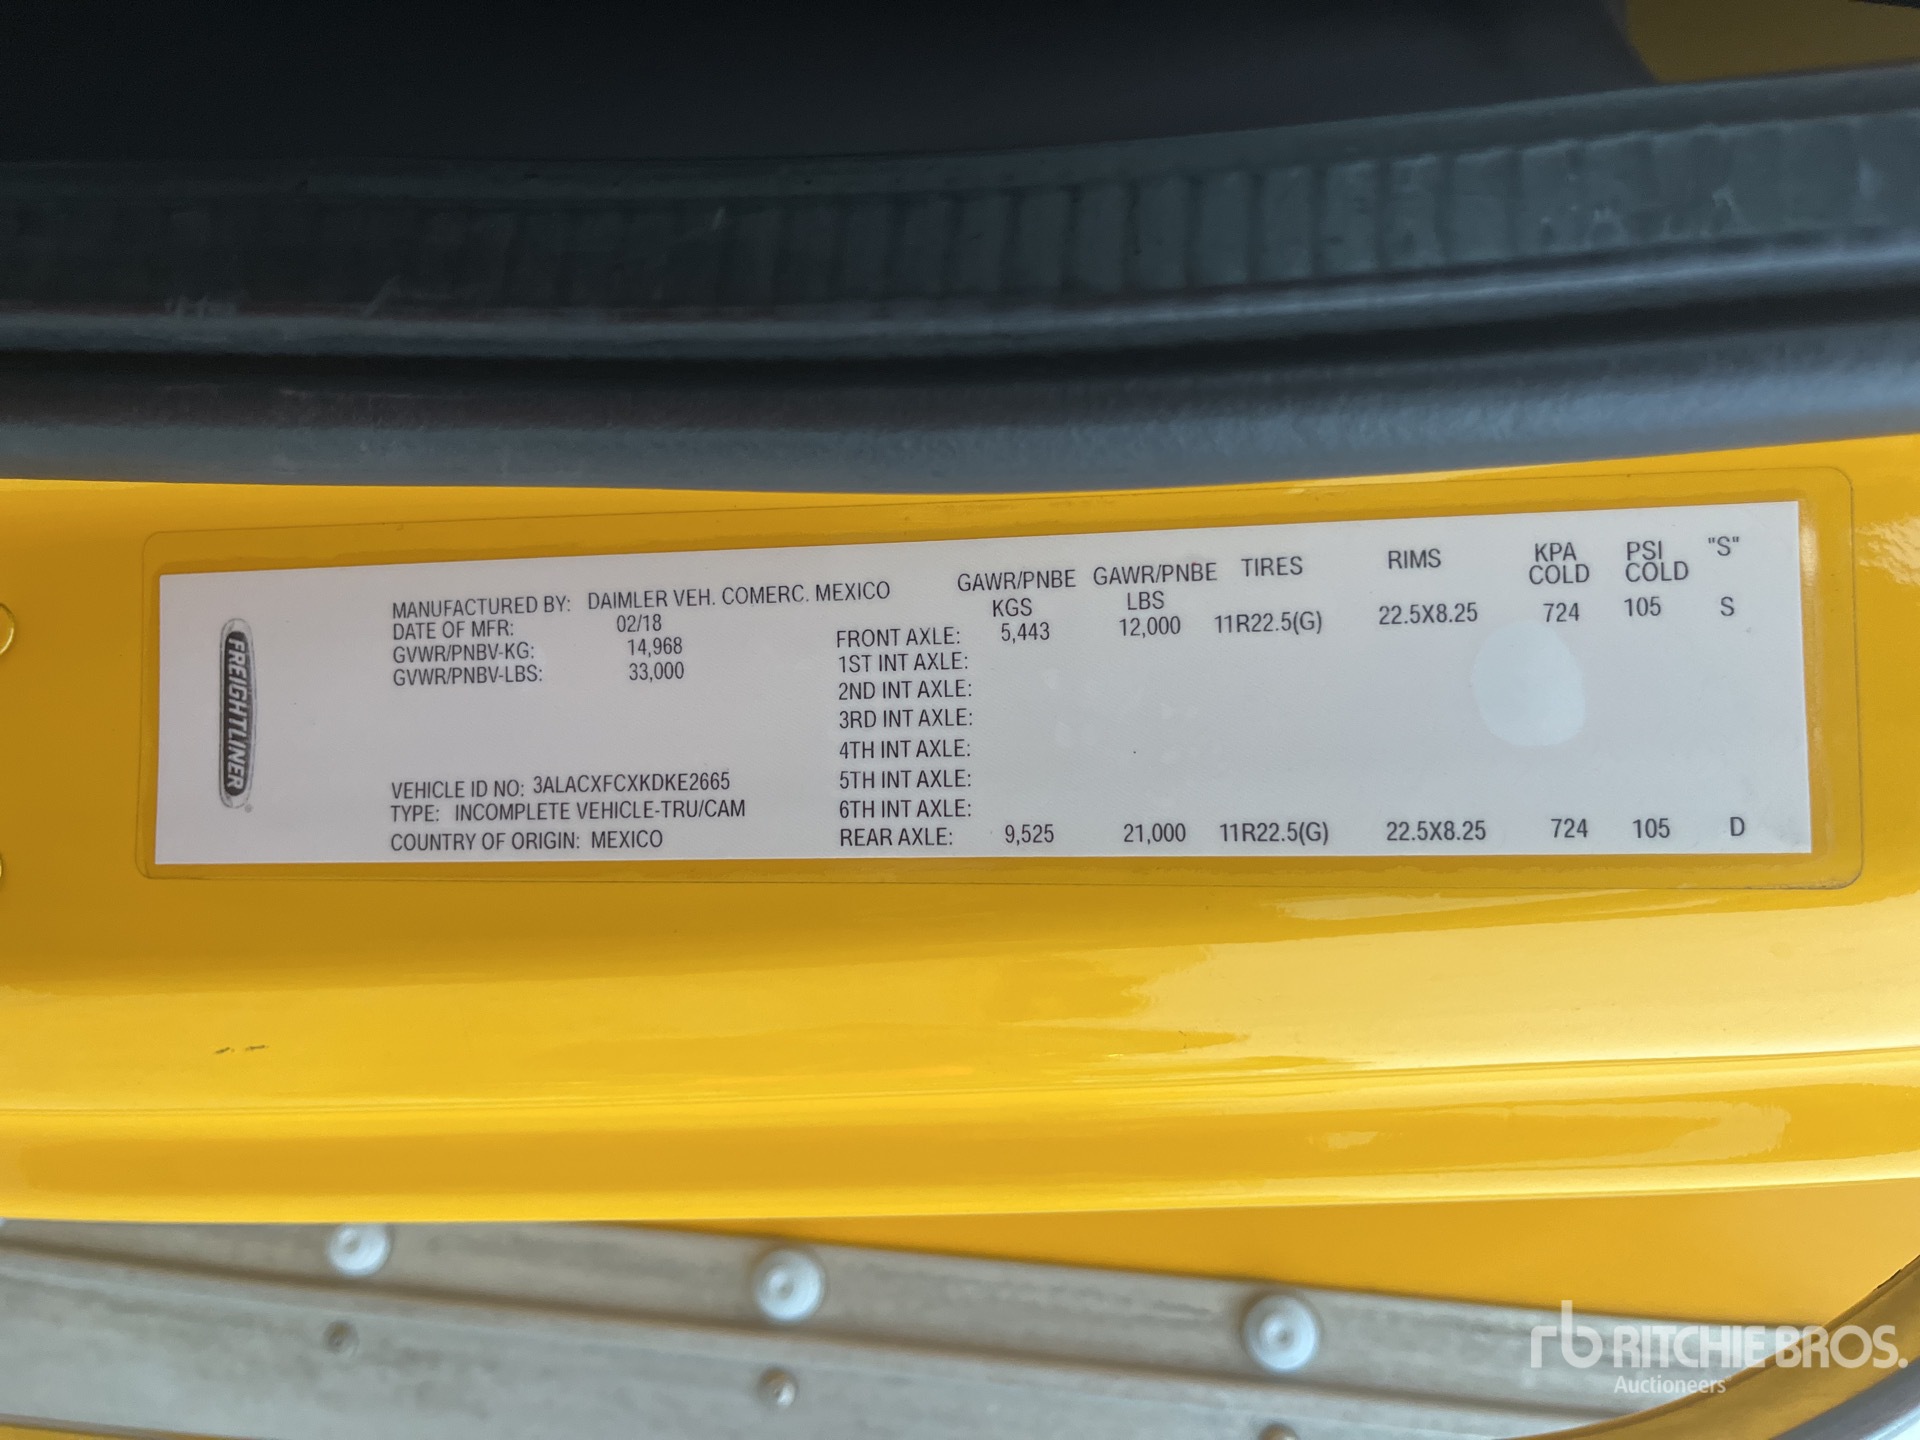 FREIGHTLINER
MANUFACTURED BY: DAIMLER VEH. COMERC. MEXICO
DATE OF MFR: 02/18
GVWR/PNBV-KG: 14,968
GVWR/PNBV-LBS: 33,000
VEHICLE ID NO: 3ALACXFCXKDKE2665
TYPE: INCOMPLETE VEHICLE-TRU/CAM
COUNTRY OF ORIGIN: MEXICO
GAWR/PNBE KGS GAWR/PNBE LBS TIRES RIMS KPA COLD PSI COLD "S"
FRONT AXLE: 5,443 12,000 11R22.5(G) 22.5X8.25 724 105 S
1ST INT AXLE:
2ND INT AXLE:
3RD INT AXLE:
4TH INT AXLE:
5TH INT AXLE:
6TH INT AXLE:
REAR AXLE: 9,525 21,000 11R22.5(G) 22.5X8.25 724 105 D
rb RITCHIE BROS.
Auctioneers